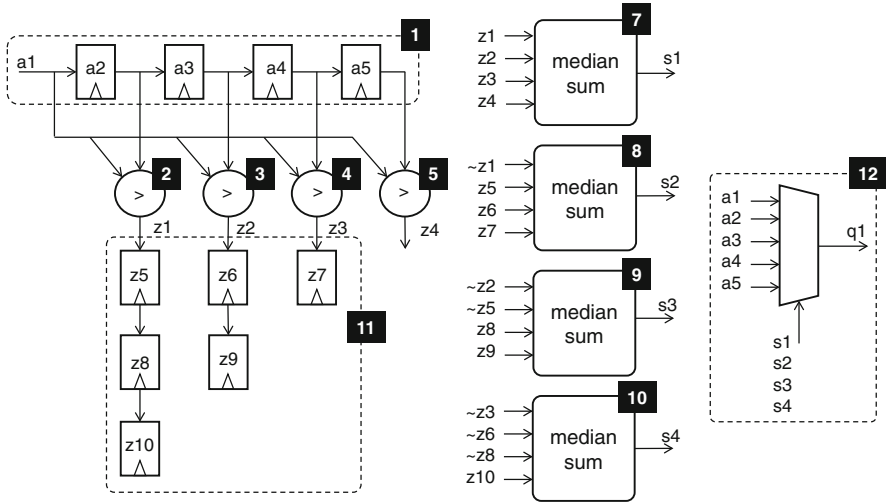 1
a1
a2
a3
a4
a5
2
3
4
5
>
>
>
>
z1
z2
z3
z4
z5
z6
z7
z8
z9
z10
11
7
z1
z2
z3
z4
median
sum
s1
8
~z1
z5
z6
z7
median
sum
s2
9
~z2
~z5
z8
z9
median
sum
s3
10
~z3
~z6
~z8
z10
median
sum
s4
12
a1
a2
a3
a4
a5
q1
s1
s2
s3
s4